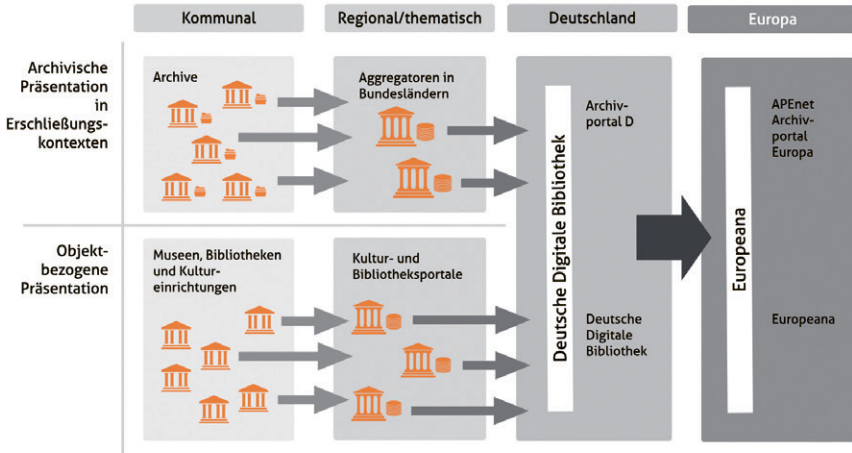 Kommunal
Regional/thematisch
Deutschland
Europa
Archivische
Präsentation
in
Erschließungs-
kontexten
Archive
Aggregatoren in
Bundesländern
Archiv-
portal D
APEnet
Archiv-
portal
Europa
Deutsche Digitale Bibliothek
Europeana
Objekt-
bezogene
Präsentation
Museen, Bibliotheken
und Kultur-
einrichtungen
Kultur- und
Bibliotheksportale
Deutsche
Digitale
Bibliothek
Europeana